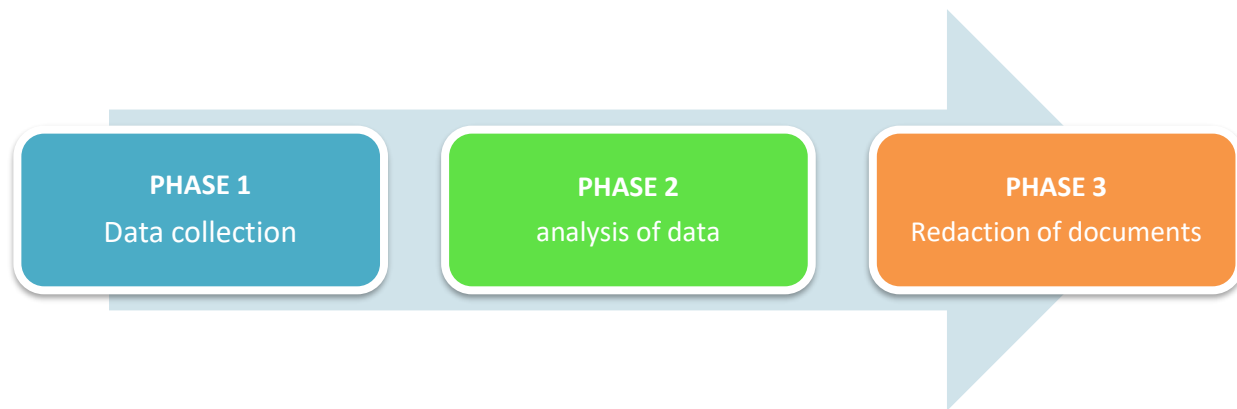 PHASE 1
Data collection
PHASE 2
analysis of data
PHASE 3
Redaction of documents